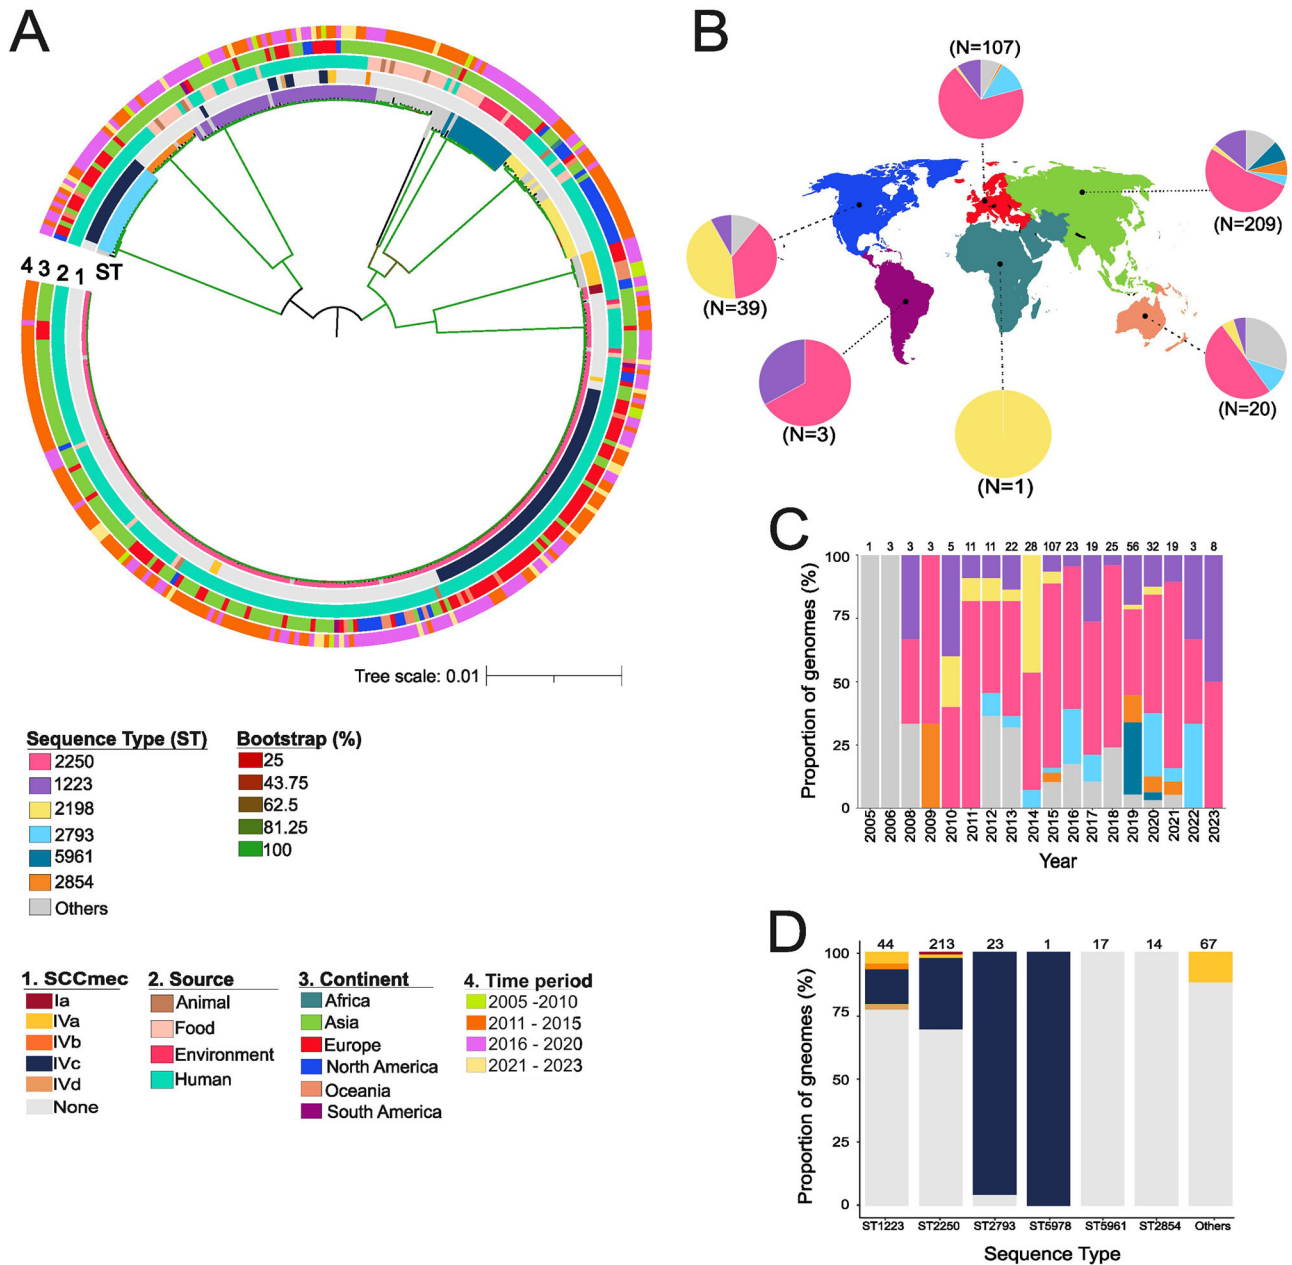 A
4 3 2 1 ST
Tree scale: 0.01
Sequence Type (ST)
2250
1223
2198
2793
5961
2854
Others
Bootstrap (%)
25
43.75
62.5
81.25
100
1. SCCmec
Ia
IVa
IVb
IVc
IVd
None
2. Source
Animal
Food
Environment
Human
3. Continent
Africa
Asia
Europe
North America
Oceania
South America
4. Time period
2005 -2010
2011 - 2015
2016 - 2020
2021 - 2023
B
(N=107)
(N=209)
(N=39)
(N=20)
(N=3)
(N=1)
C
1 3 3 3 5 11 11 22 28 107 23 19 25 56 32 19 3 8
Proportion of genomes (%)
100
75
50
25
0
2005 2006 2008 2009 2010 2011 2012 2013 2014 2015 2016 2017 2018 2019 2020 2021 2022 2023
Year
D
44 213 23 1 17 14 67
Proportion of gneomes (%)
100
75
50
25
0
ST1223 ST2250 ST2793 ST5978 ST5961 ST2854 Others
Sequence Type